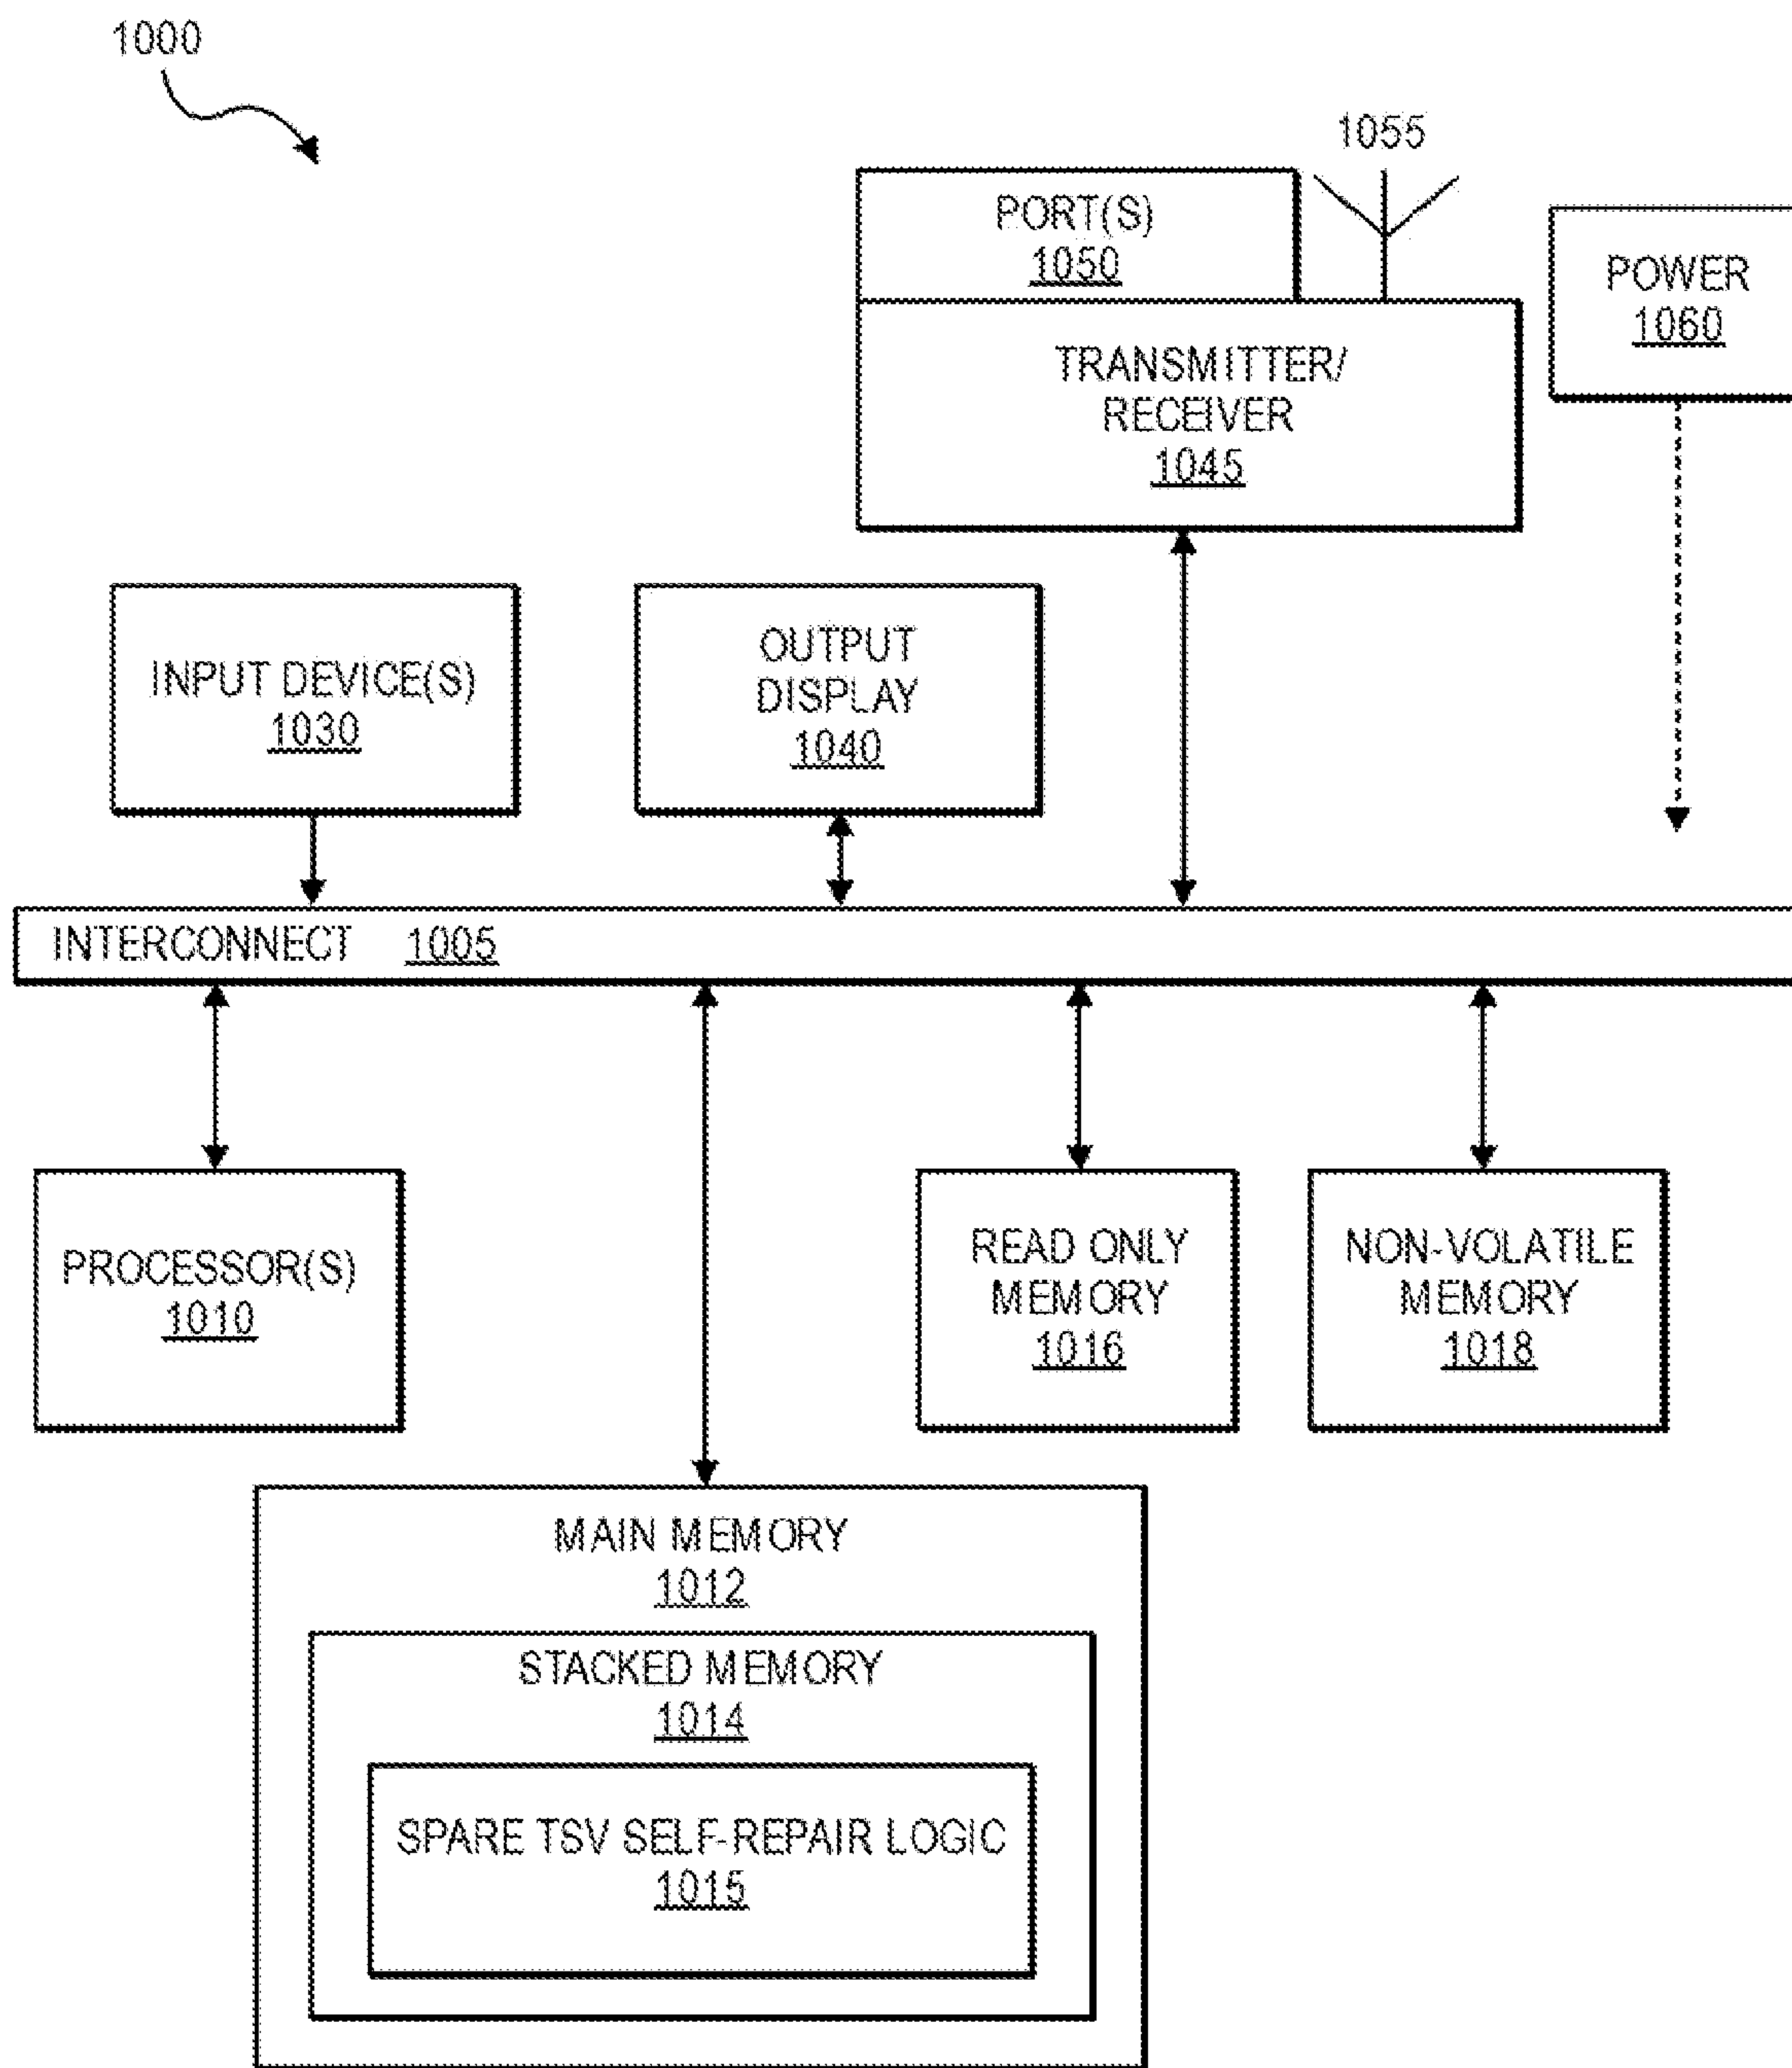 1000
1055
PORT(S)
1050
POWER
1060
TRANSMITTER/
RECEIVER
1045
INPUT DEVICE(S)
1030
OUTPUT
DISPLAY
1040
INTERCONNECT 1005
PROCESSOR(S)
1010
READ ONLY
MEMORY
1016
NON-VOLATILE
MEMORY
1018
MAIN MEMORY
1012
STACKED MEMORY
1014
SPARE TSV SELF-REPAIR LOGIC
1015